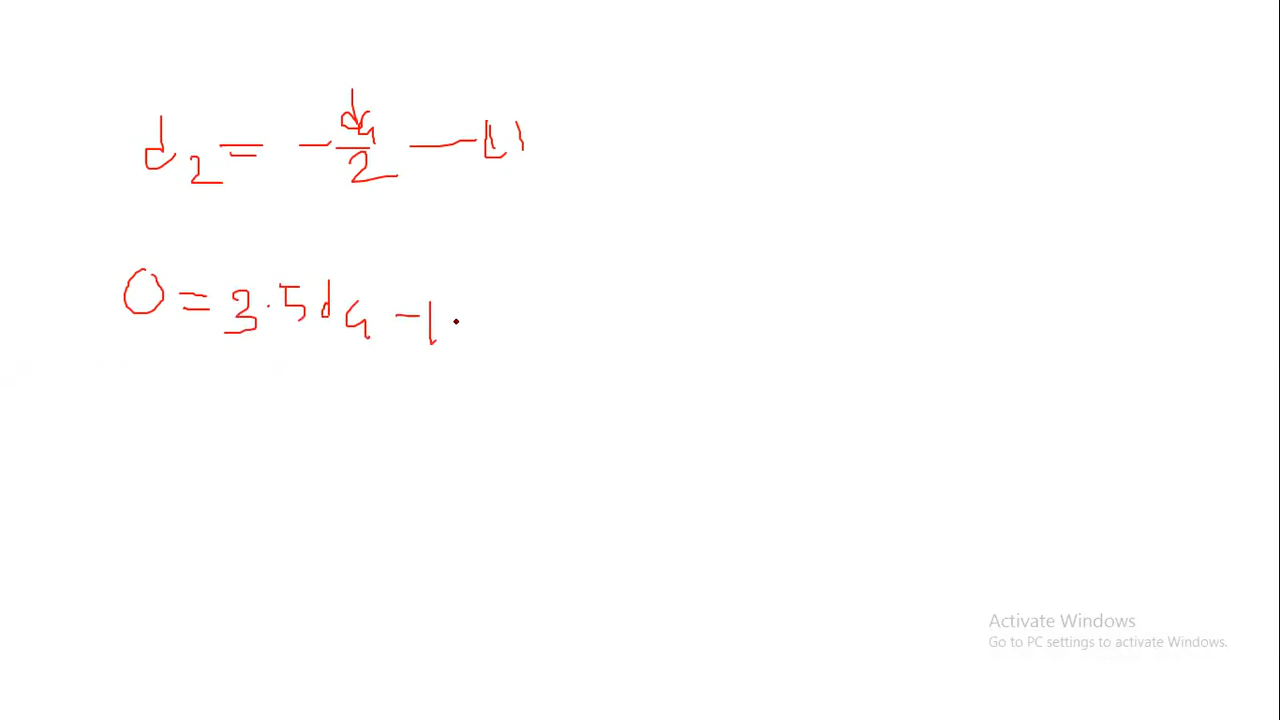 d₂ = -d₄/2 — (1)
0 = 3.5d₄ - 1
Activate Windows
Go to PC settings to activate Windows.